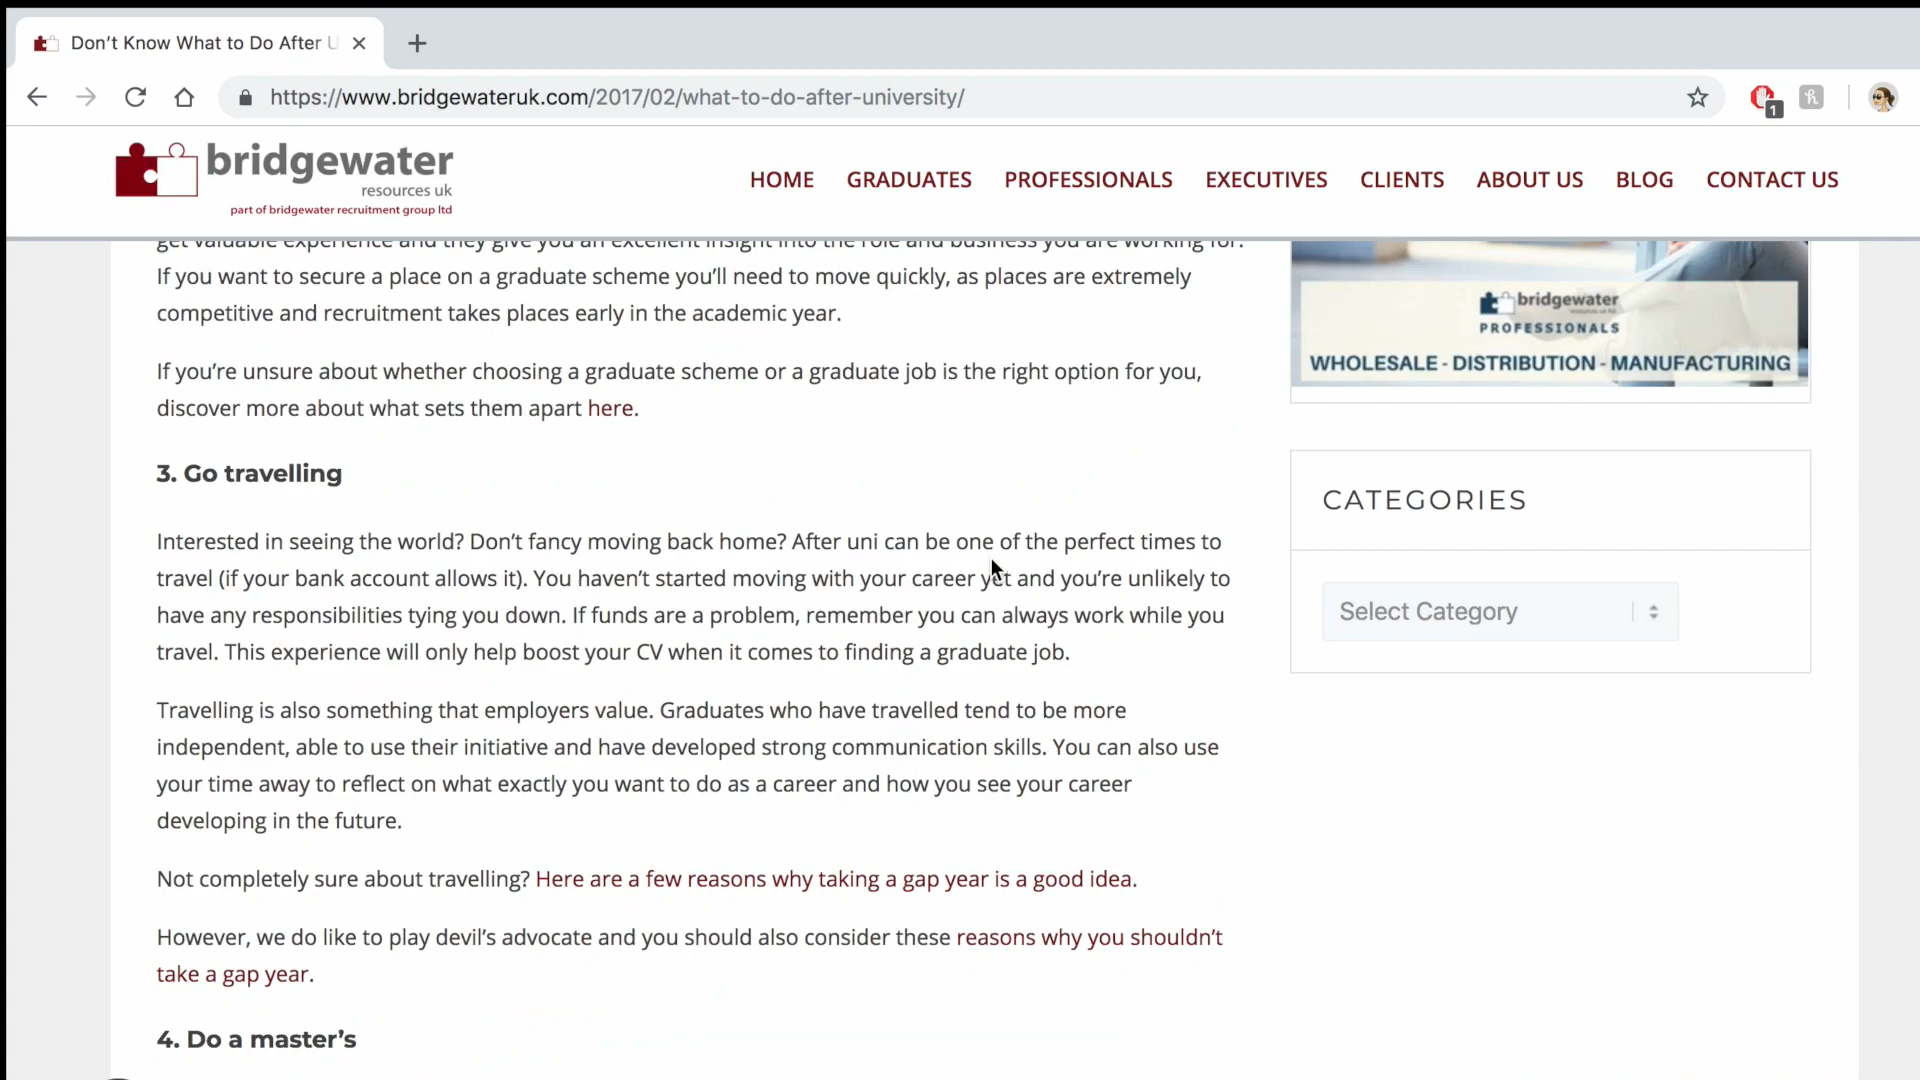 Don't Know What to Do After U
https://www.bridgewateruk.com/2017/02/what-to-do-after-university/
1
bridgewater
resources uk
part of bridgewater recruitment group ltd
HOME GRADUATES PROFESSIONALS EXECUTIVES CLIENTS ABOUT US BLOG CONTACT US
get valuable experience and they give you an excellent insight into the role and business you are working for.
If you want to secure a place on a graduate scheme you'll need to move quickly, as places are extremely
competitive and recruitment takes places early in the academic year.
If you're unsure about whether choosing a graduate scheme or a graduate job is the right option for you,
discover more about what sets them apart here.
3. Go travelling
Interested in seeing the world? Don't fancy moving back home? After uni can be one of the perfect times to
travel (if your bank account allows it). You haven't started moving with your career yet and you're unlikely to
have any responsibilities tying you down. If funds are a problem, remember you can always work while you
travel. This experience will only help boost your CV when it comes to finding a graduate job.
Travelling is also something that employers value. Graduates who have travelled tend to be more
independent, able to use their initiative and have developed strong communication skills. You can also use
your time away to reflect on what exactly you want to do as a career and how you see your career
developing in the future.
Not completely sure about travelling? Here are a few reasons why taking a gap year is a good idea.
However, we do like to play devil's advocate and you should also consider these reasons why you shouldn't
take a gap year.
4. Do a master's
bridgewater
PROFESSIONALS
WHOLESALE - DISTRIBUTION - MANUFACTURING
CATEGORIES
Select Category